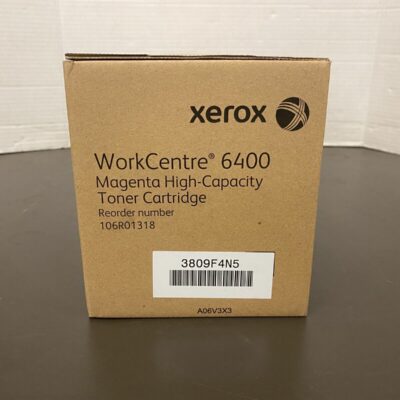 xerox
WorkCentre® 6400
Magenta High-Capacity
Toner Cartridge
Reorder number
106R01318
3809F4N5
A06V3X3